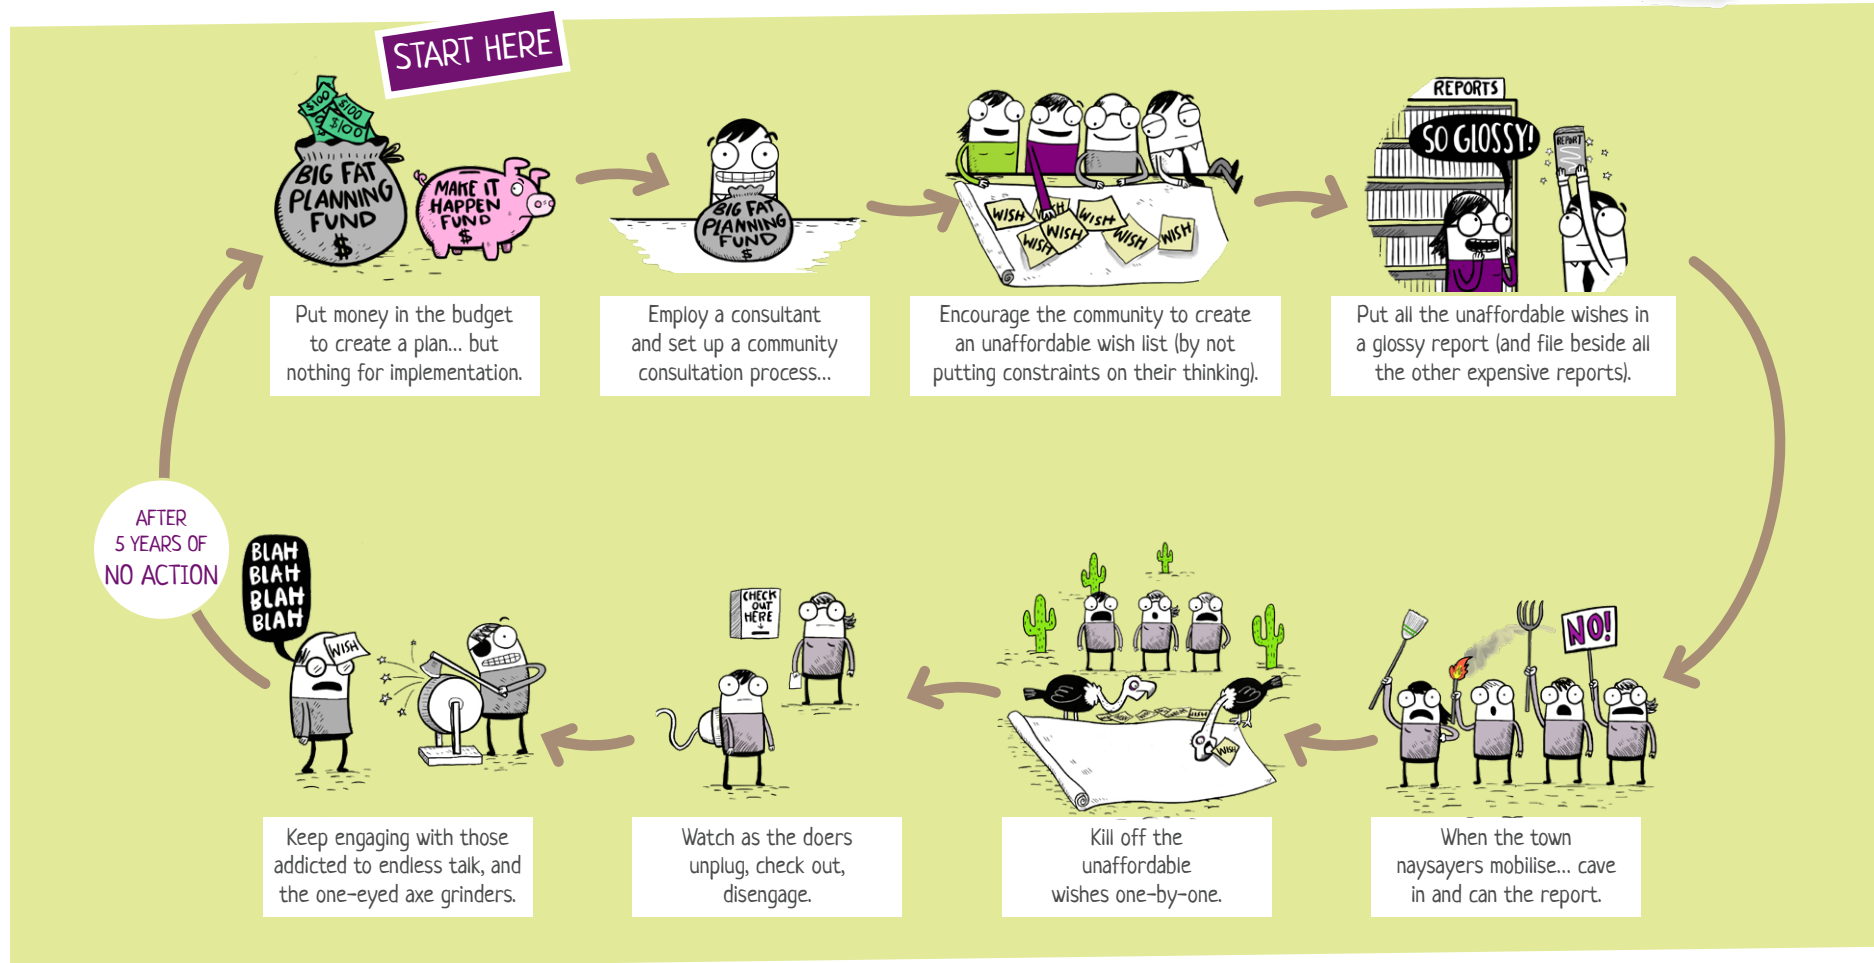 START HERE
$100
$100
$100
BIG FAT
PLANNING
FUND
$
MAKE IT
HAPPEN
FUND
$
Put money in the budget
to create a plan... but
nothing for implementation.
BIG FAT
PLANNING
FUND
$
Employ a consultant
and set up a community
consultation process...
WISH
WISH
WISH
WISH
WISH
WISH
WISH
Encourage the community to create
an unaffordable wish list (by not
putting constraints on their thinking).
REPORTS
SO GLOSSY!
REPORT
Put all the unaffordable wishes in
a glossy report (and file beside all
the other expensive reports).
NO!
When the town
naysayers mobilise... cave
in and can the report.
WISH
Kill off the
unaffordable
wishes one-by-one.
CHECK
OUT
HERE
Watch as the doers
unplug, check out,
disengage.
BLAH
BLAH
BLAH
BLAH
WISH
Keep engaging with those
addicted to endless talk, and
the one-eyed axe grinders.
AFTER
5 YEARS OF
NO ACTION